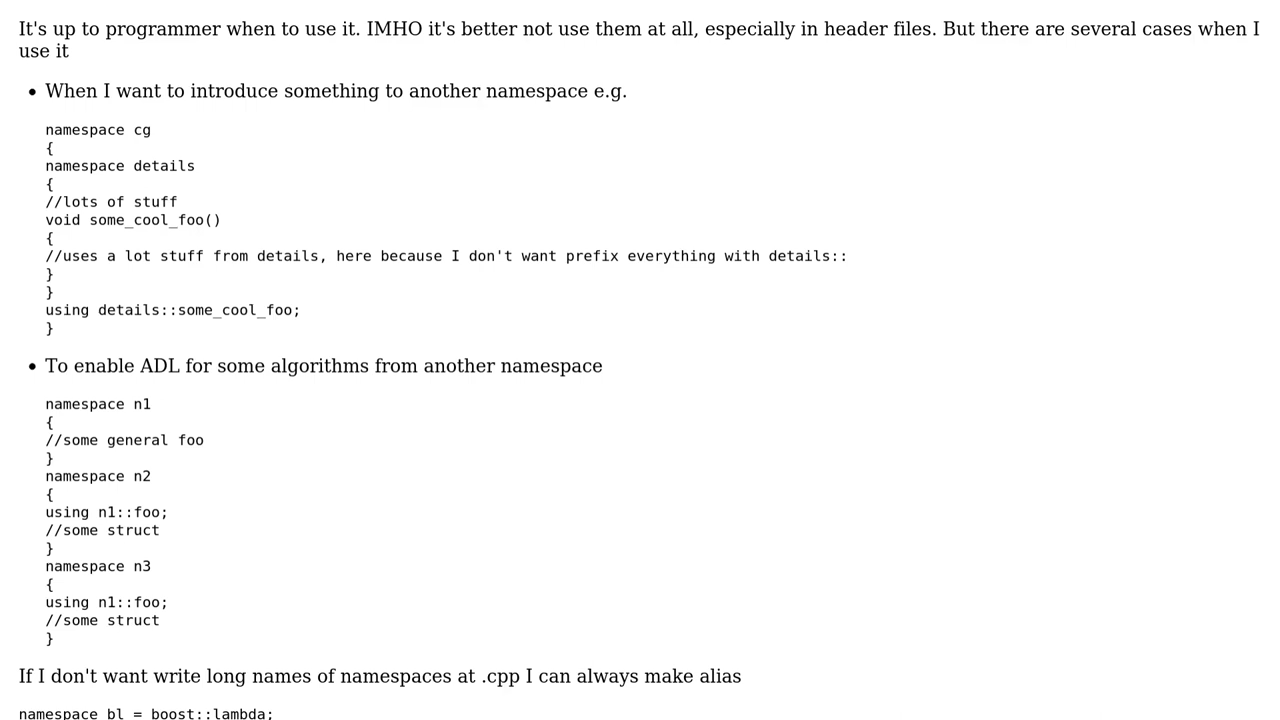 It's up to programmer when to use it. IMHO it's better not use them at all, especially in header files. But there are several cases when I
use it
• When I want to introduce something to another namespace e.g.
namespace cg
{
namespace details
{
//lots of stuff
void some_cool_foo()
{
//uses a lot stuff from details, here because I don't want prefix everything with details::
}
}
using details::some_cool_foo;
}
• To enable ADL for some algorithms from another namespace
namespace n1
{
//some general foo
}
namespace n2
{
using n1::foo;
//some struct
}
namespace n3
{
using n1::foo;
//some struct
}
If I don't want write long names of namespaces at .cpp I can always make alias
namespace bl = boost::lambda;